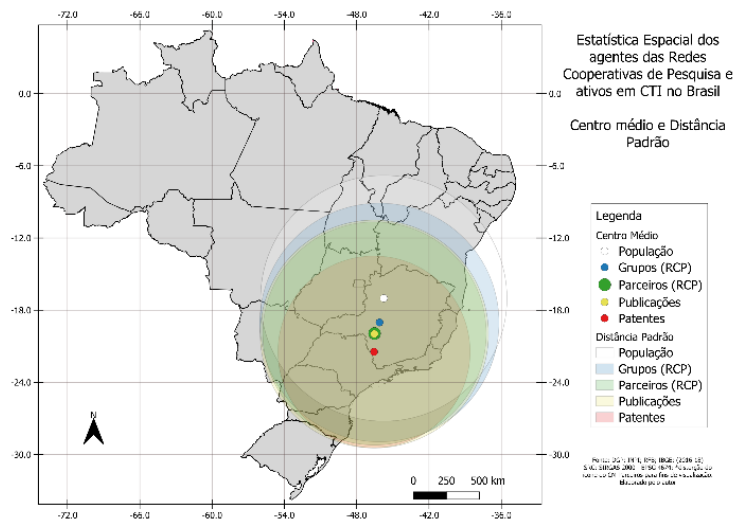 -72.0 -66.0 -60.0 -54.0 -48.0 -42.0 -36.0
0.0 0.0
-6.0 -6.0
-12.0 -12.0
-18.0 -18.0
-24.0 -24.0
-30.0 -30.0
N
0 250 500 km
-72.0 -66.0 -60.0 -54.0 -48.0 -42.0 -36.0
Estatística Espacial dos
agentes das Redes
Cooperativas de Pesquisa e
ativos em CTI no Brasil
Centro médio e Distância
Padrão
Legenda
Centro Médio
População
Grupos (RCP)
Parceiros (RCP)
Publicações
Patentes
Distância Padrão
População
Grupos (RCP)
Parceiros (RCP)
Publicações
Patentes
Elaborado pelo autor